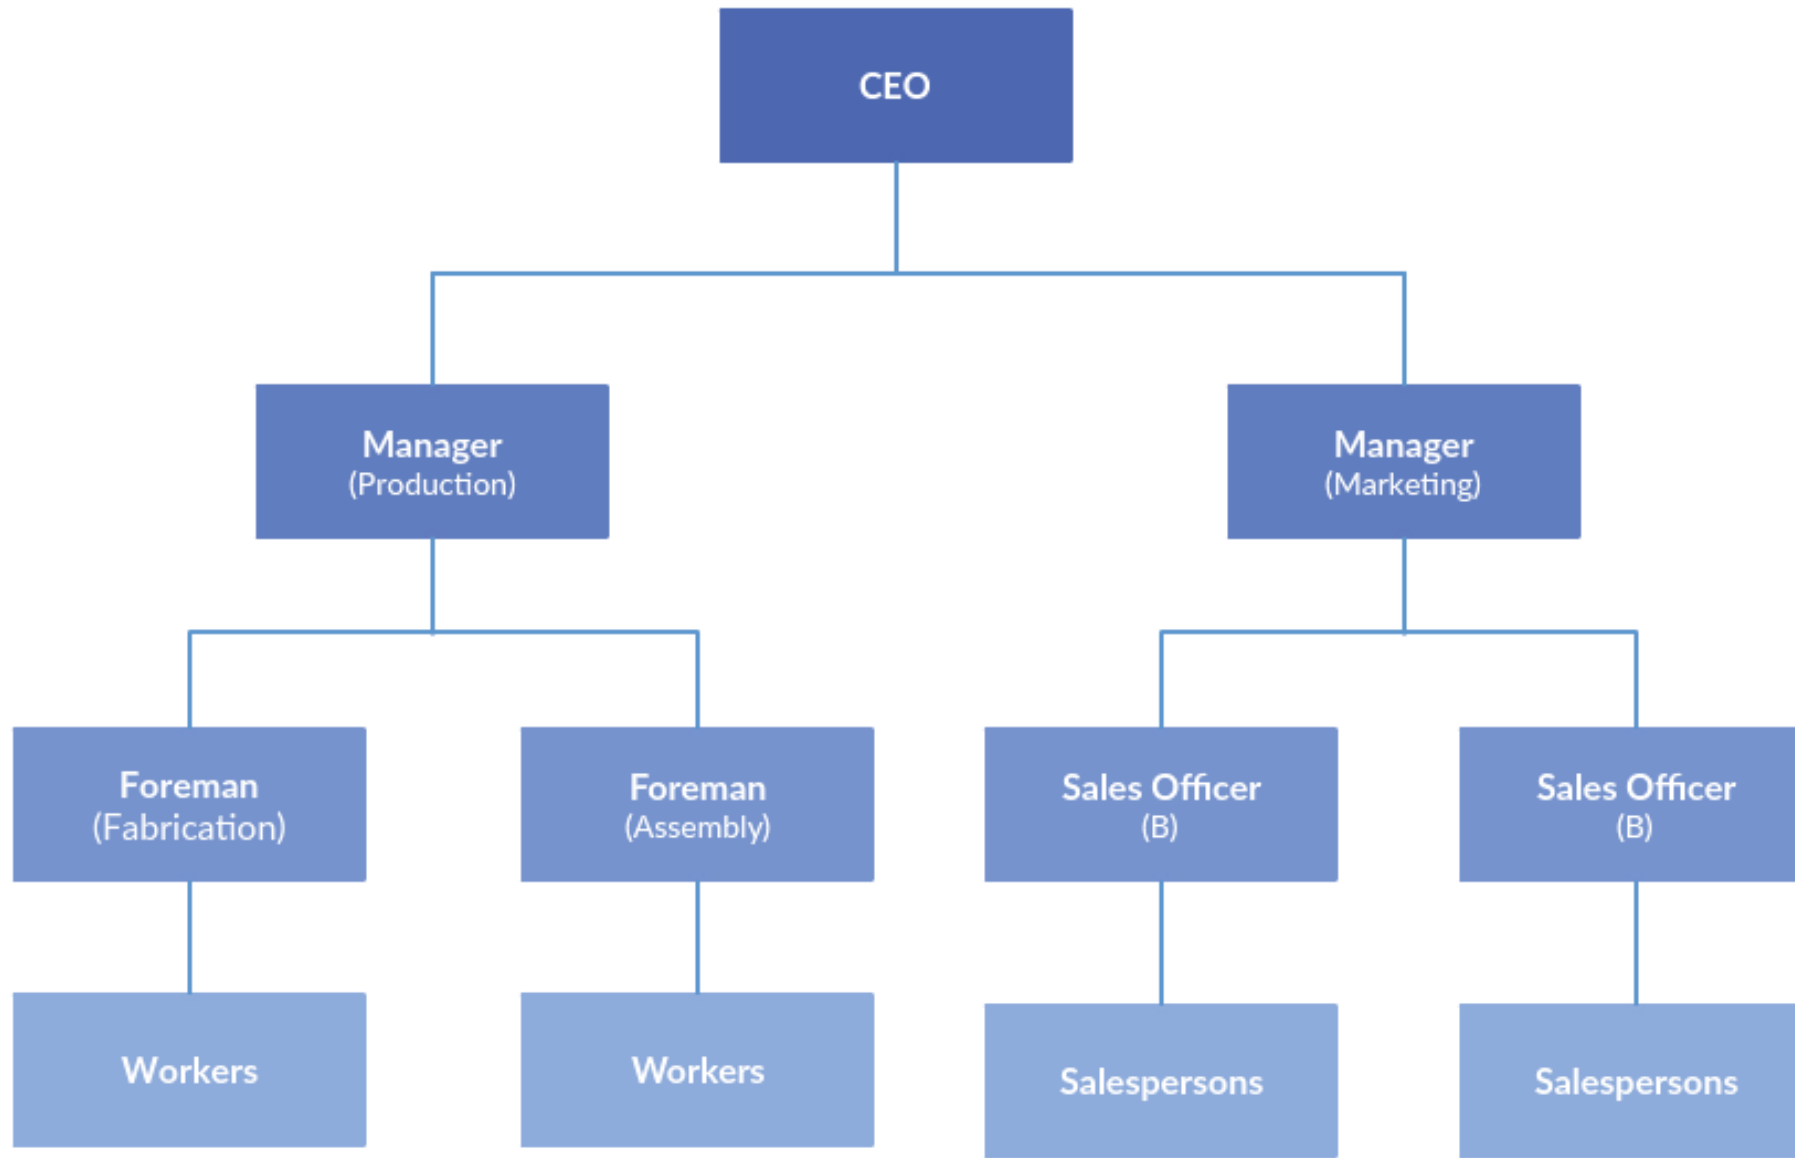 CEO
Manager
(Production)
Manager
(Marketing)
Foreman
(Fabrication)
Foreman
(Assembly)
Sales Officer
(B)
Sales Officer
(B)
Workers
Workers
Salespersons
Salespersons